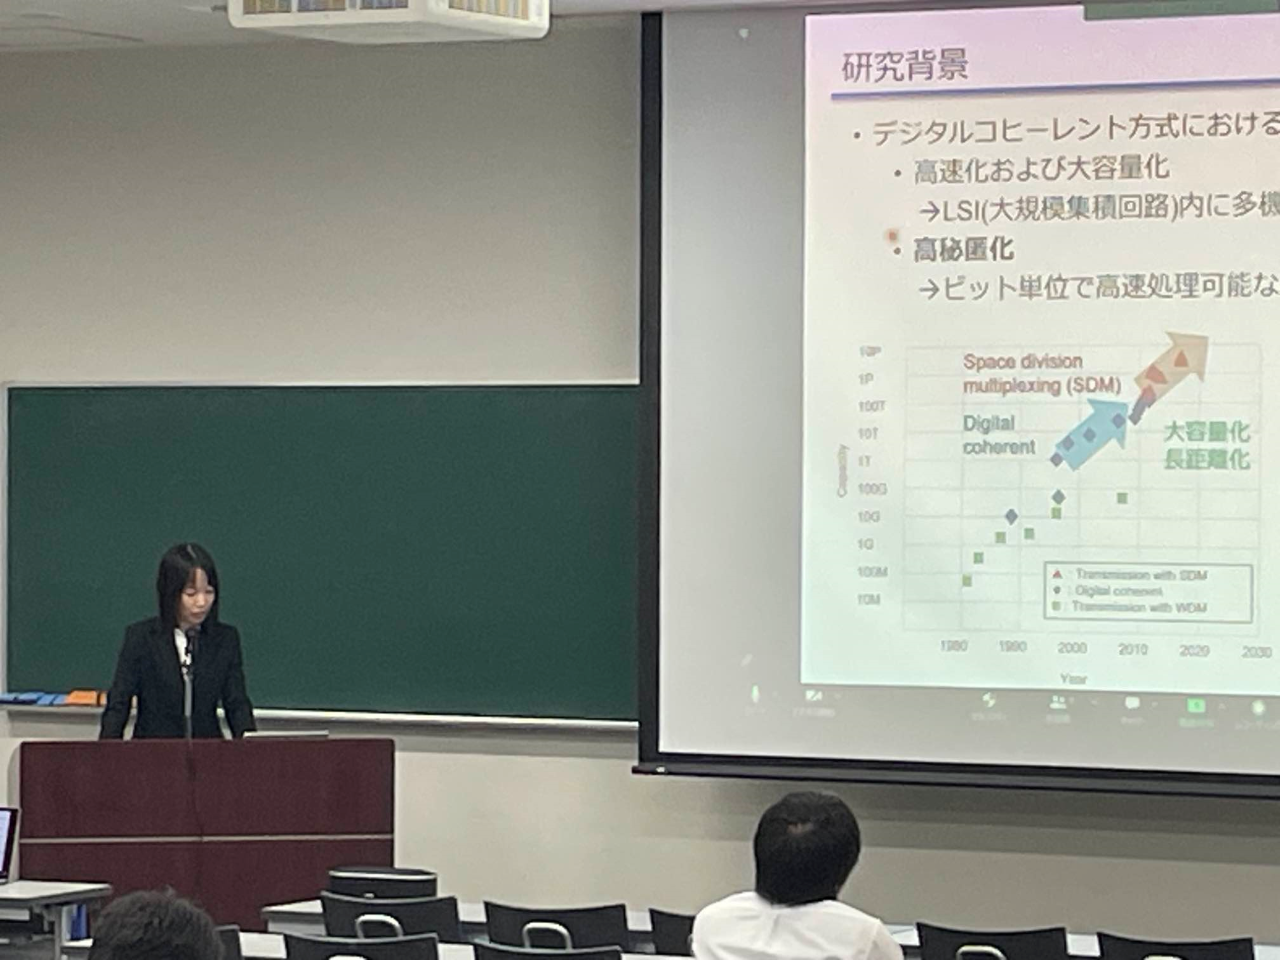 研究背景
・デジタルコヒーレント方式における
・高速化および大容量化
→LSI(大規模集積回路)内に多機
・高秘匿化
→ビット単位で高速処理可能な
10P
1P
100T
10T
1T
100G
10G
1G
100M
10M
Capacity
Space division
multiplexing (SDM)
Digital
coherent
大容量化
長距離化
Transmission with SDM
Digital coherent
Transmission with WDM
1980 1990 2000 2010 2020 2030
Year